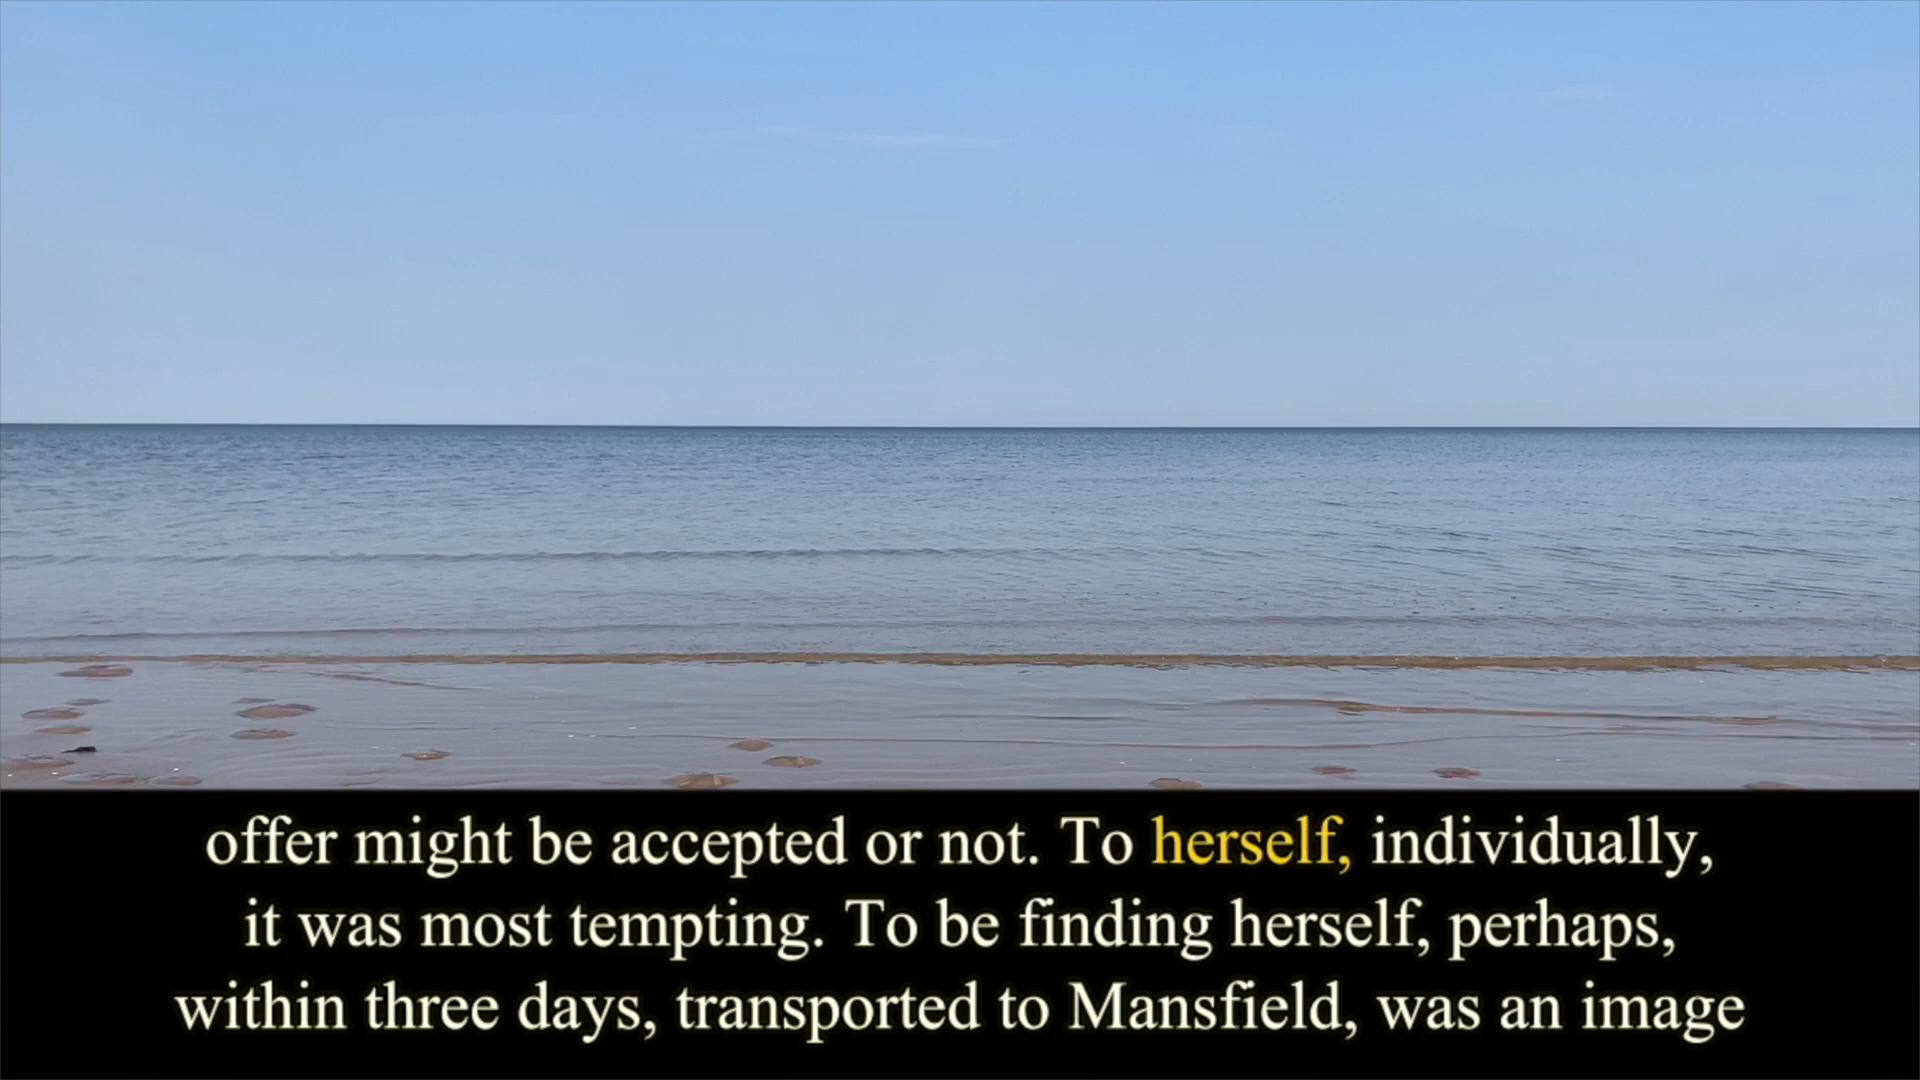 offer might be accepted or not. To herself, individually,
it was most tempting. To be finding herself, perhaps,
within three days, transported to Mansfield, was an image